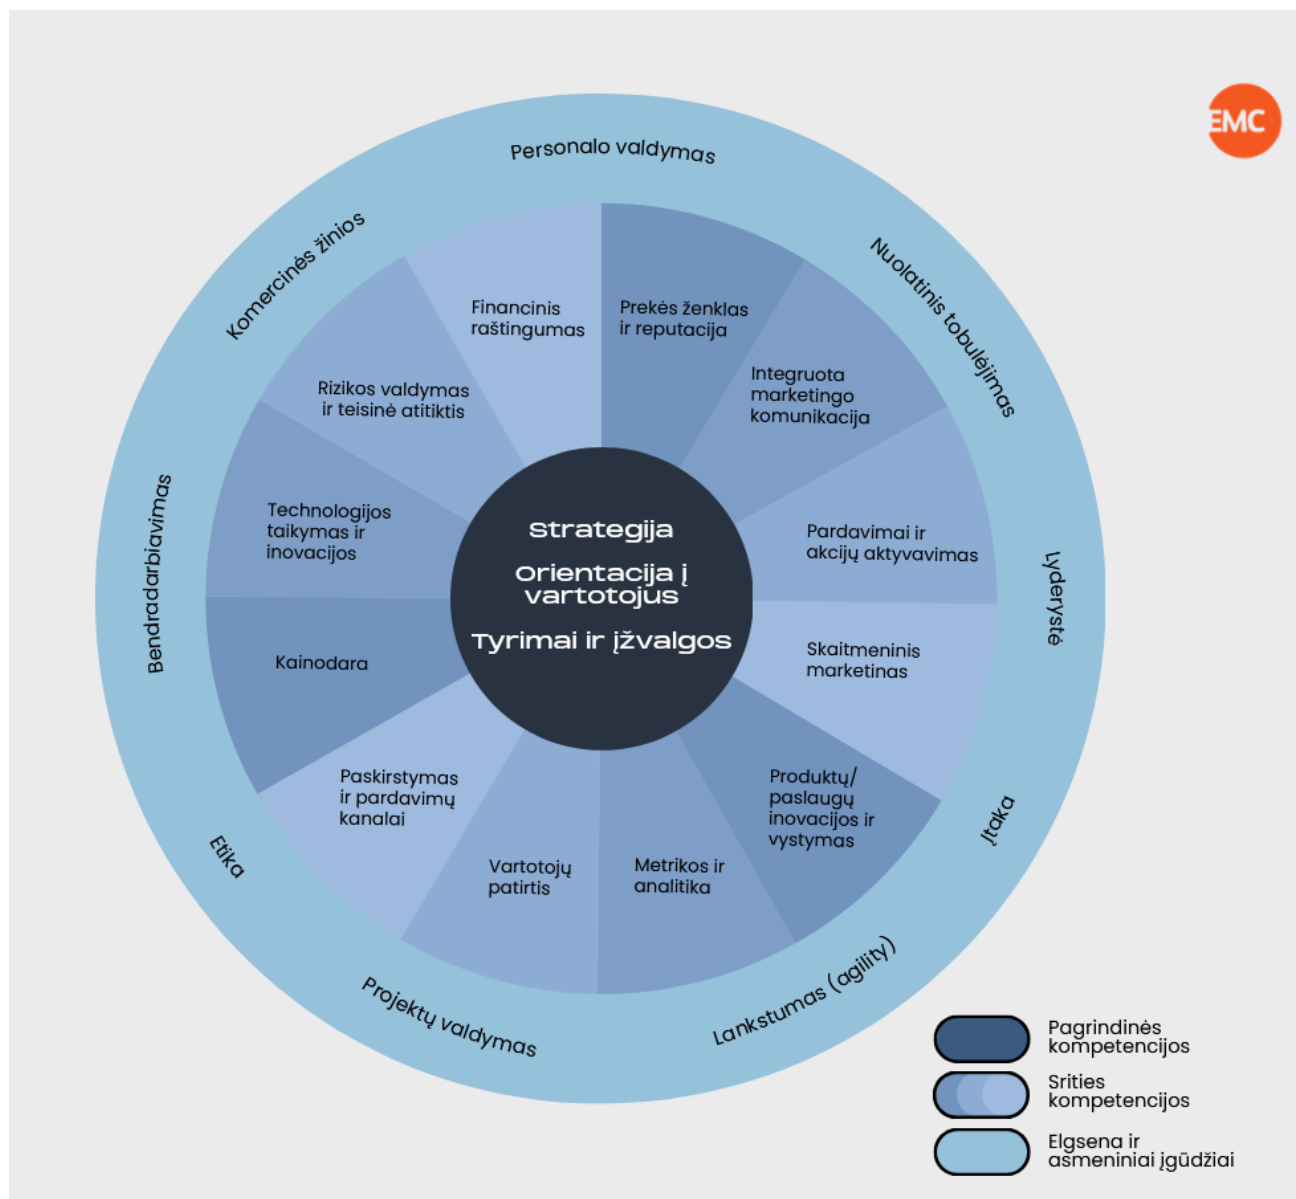 EMC
Personalo valdymas
Nuolatinis tobulėjimas
Lyderystė
Įtaka
Lankstumas (agility)
Projektų valdymas
Etika
Bendradarbiavimas
Komercinės žinios
Prekės ženklas
ir reputacija
Integruota
marketingo
komunikacija
Pardavimai ir
akcijų aktyvavimas
Skaitmeninis
marketinas
Produktų/
paslaugų
inovacijos ir
vystymas
Metrikos ir
analitika
Vartotojų
patirtis
Paskirstymas
ir pardavimų
kanalai
Kainodara
Technologijos
taikymas ir
inovacijos
Rizikos valdymas
ir teisinė atitiktis
Financinis
raštingumas
Strategija
Orientacija į
vartotojus
Tyrimai ir įžvalgos
Pagrindinės
kompetencijos
Srities
kompetencijos
Elgsena ir
asmeniniai įgūdžiai